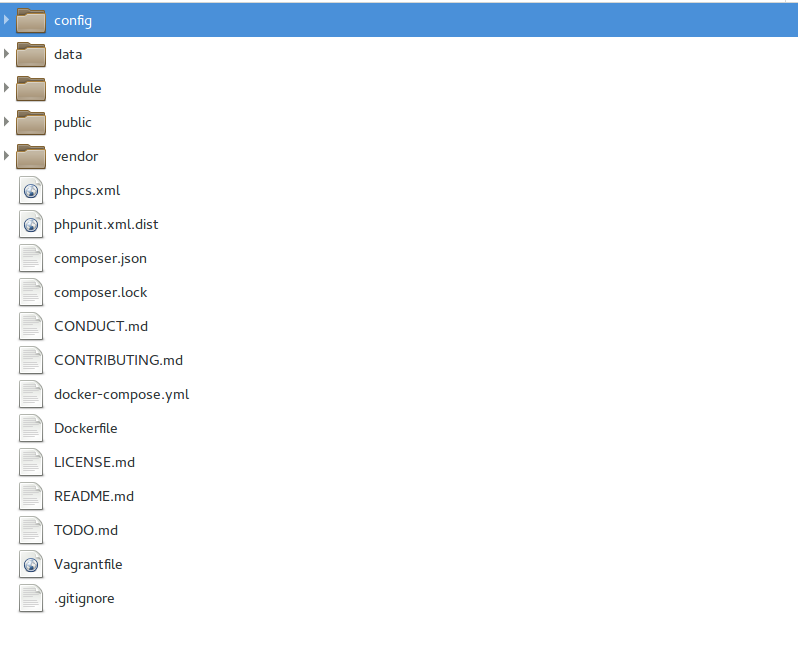 config
data
module
public
vendor
phpcs.xml
phpunit.xml.dist
composer.json
composer.lock
CONDUCT.md
CONTRIBUTING.md
docker-compose.yml
Dockerfile
LICENSE.md
README.md
TODO.md
Vagrantfile
.gitignore